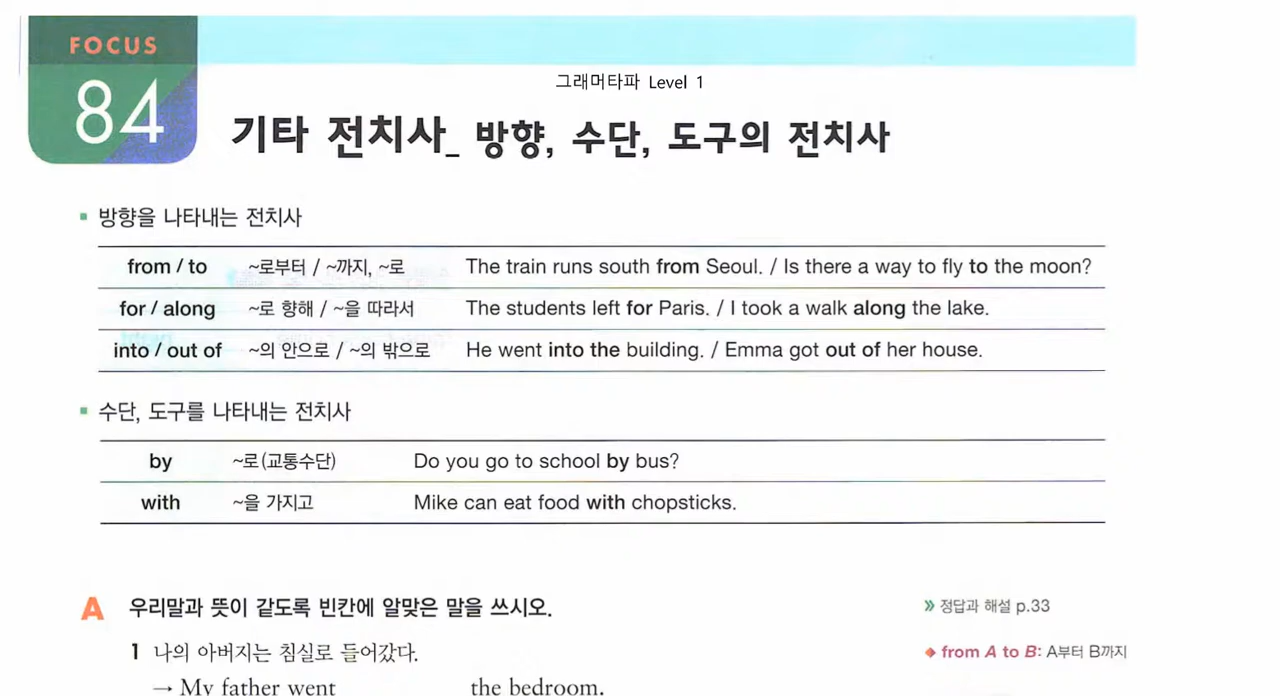 FOCUS
84
그래머타파 Level 1
기타 전치사_ 방향, 수단, 도구의 전치사
▪ 방향을 나타내는 전치사
from / to ~로부터 / ~까지, ~로 The train runs south from Seoul. / Is there a way to fly to the moon?
for / along ~로 향해 / ~을 따라서 The students left for Paris. / I took a walk along the lake.
into / out of ~의 안으로 / ~의 밖으로 He went into the building. / Emma got out of her house.
▪ 수단, 도구를 나타내는 전치사
by ~로(교통수단) Do you go to school by bus?
with ~을 가지고 Mike can eat food with chopsticks.
A 우리말과 뜻이 같도록 빈칸에 알맞은 말을 쓰시오.
» 정답과 해설 p.33
1 나의 아버지는 침실로 들어갔다.
◆ from A to B: A부터 B까지
→ My father went the bedroom.